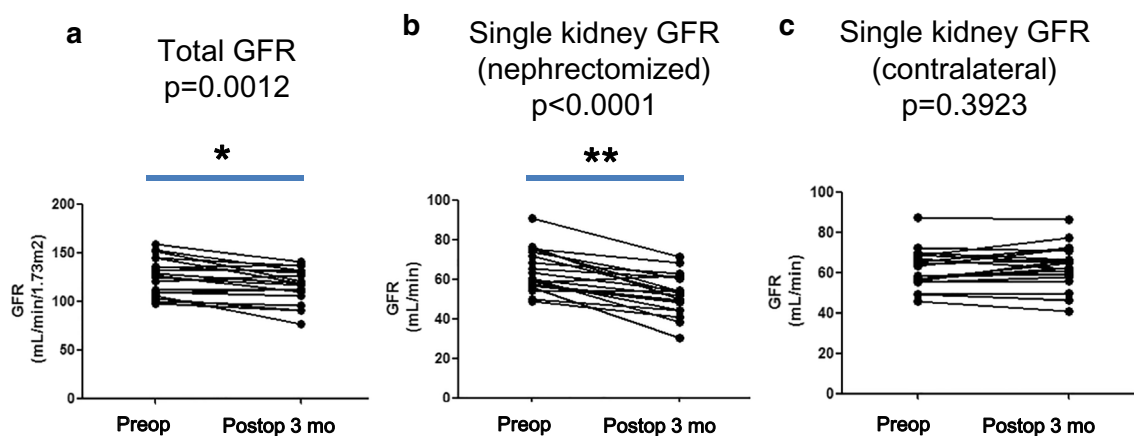 a
Total GFR
p=0.0012
*
GFR
(mL/min/1.73m2)
200
150
100
50
0
Preop Postop 3 mo
b
Single kidney GFR
(nephrectomized)
p<0.0001
**
GFR
(mL/min)
100
80
60
40
20
0
Preop Postop 3 mo
c
Single kidney GFR
(contralateral)
p=0.3923
GFR
(mL/min)
100
80
60
40
20
0
Preop Postop 3 mo